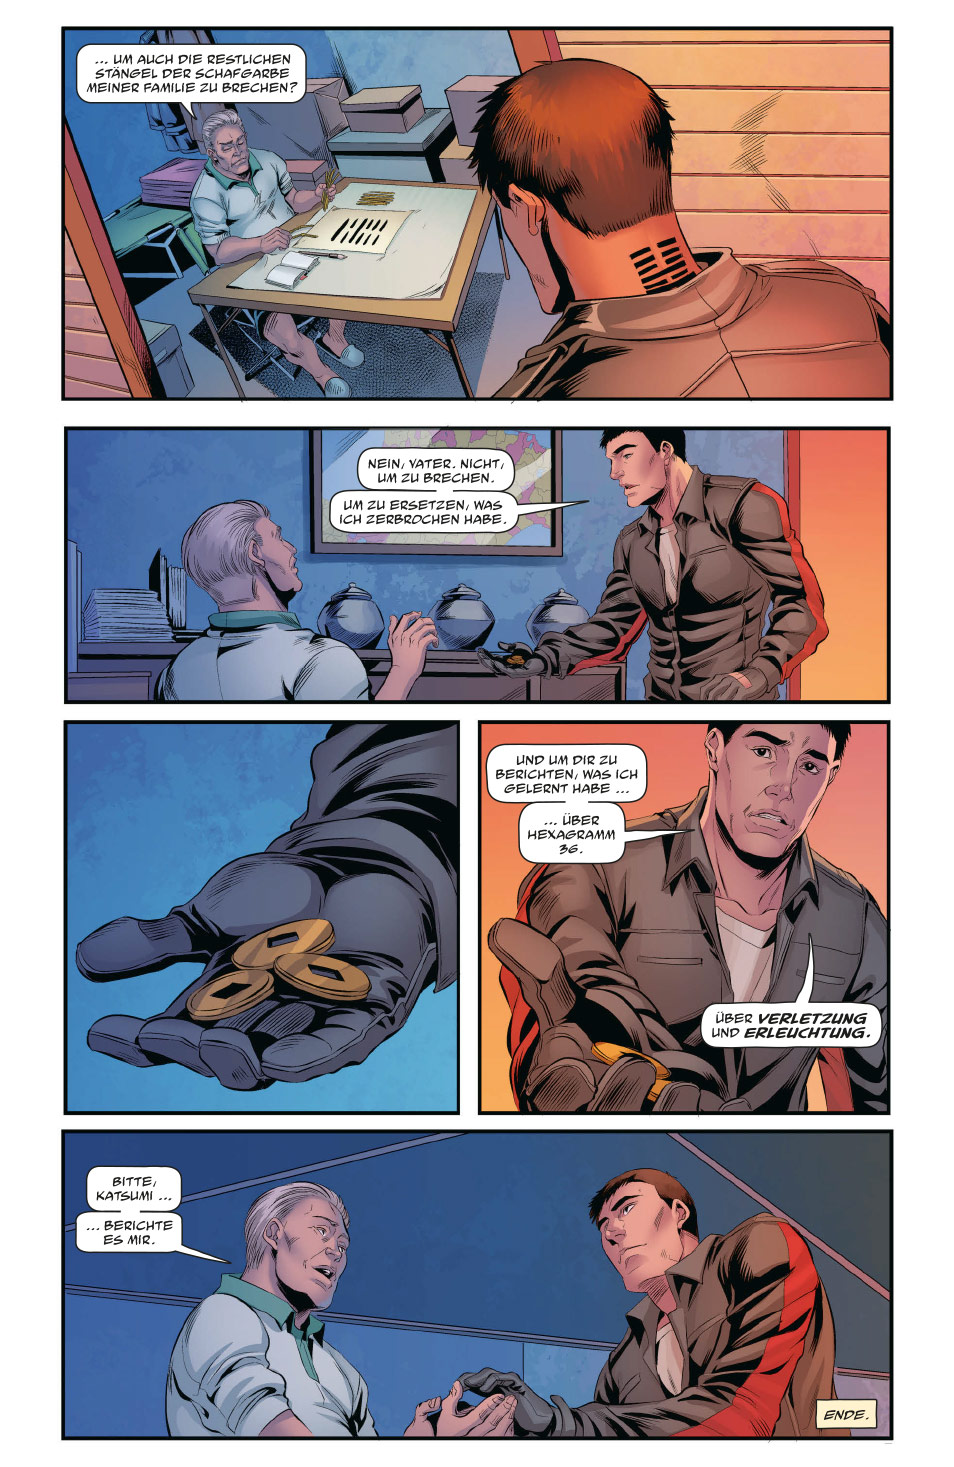 ... UM AUCH DIE RESTLICHEN
STÄNGEL DER SCHAFGARBE
MEINER FAMILIE ZU BRECHEN?
NEIN, VATER. NICHT,
UM ZU BRECHEN.
UM ZU ERSETZEN, WAS
ICH ZERBROCHEN HABE.
UND UM DIR ZU
BERICHTEN, WAS ICH
GELERNT HABE ...
... ÜBER
HEXAGRAMM
36.
ÜBER VERLETZUNG
UND ERLEUCHTUNG.
BITTE,
KATSUMI ...
... BERICHTE
ES MIR.
ENDE.